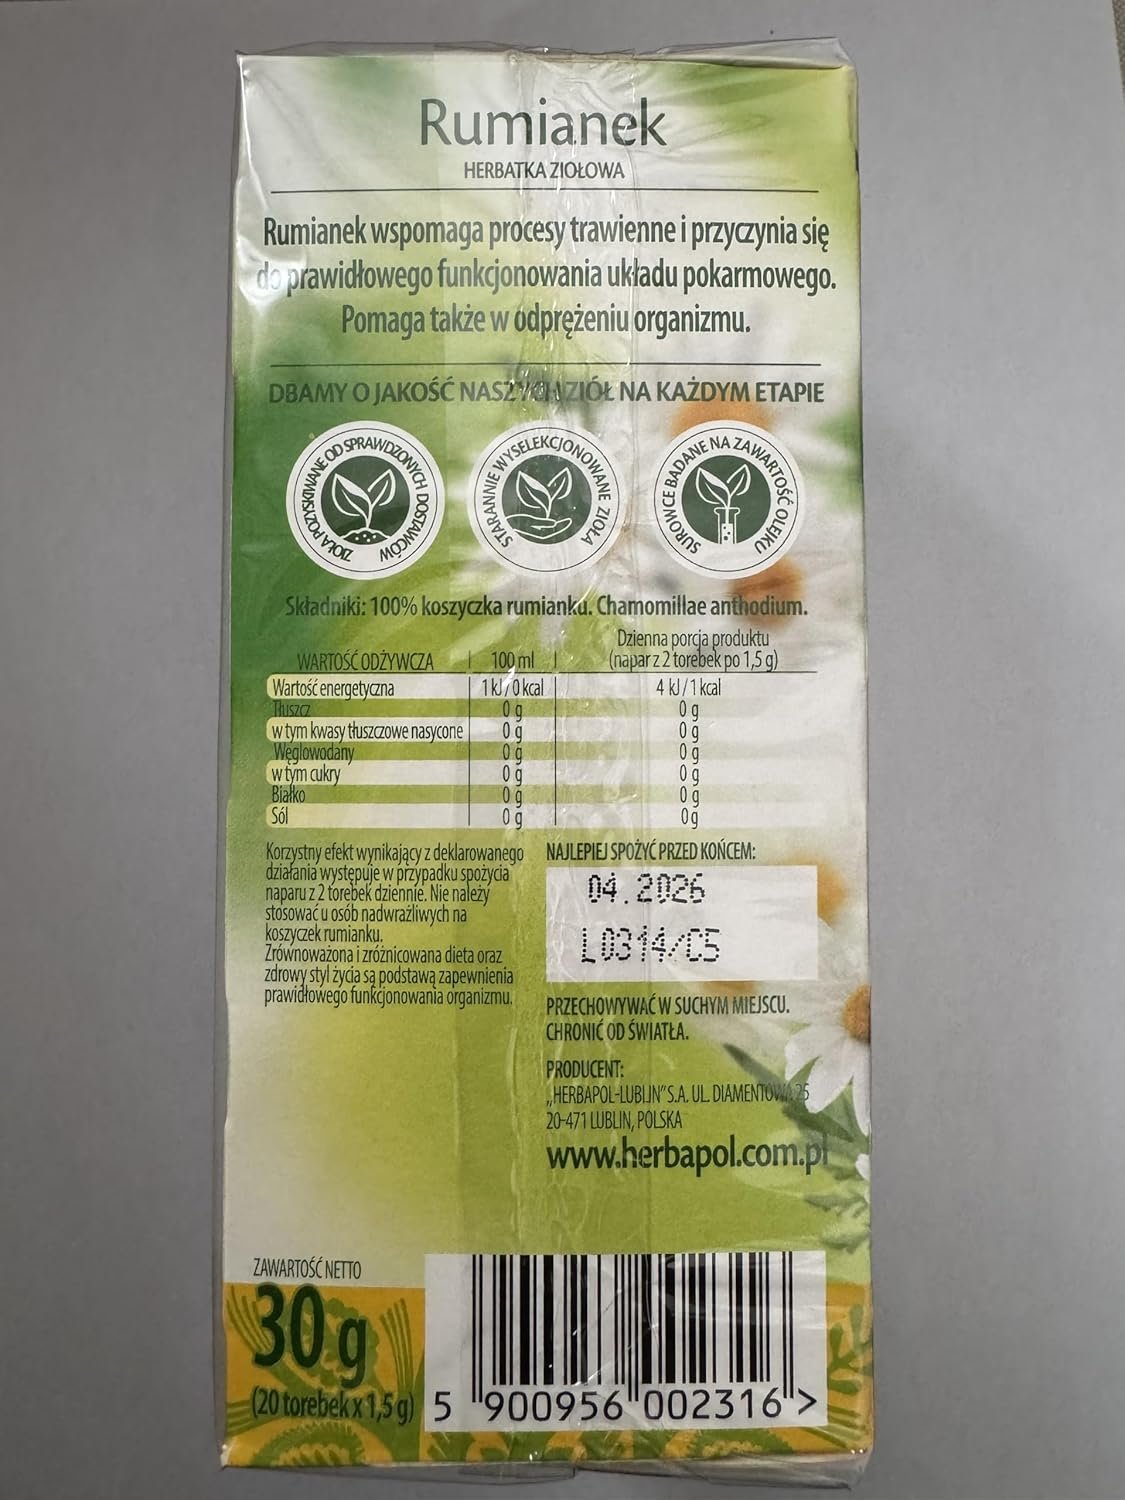 Rumianek
HERBATKA ZIOŁOWA
Rumianek wspomaga procesy trawienne i przyczynia się
do prawidłowego funkcjonowania układu pokarmowego.
Pomaga także w odprężeniu organizmu.
DBAMY O JAKOŚĆ NASZYCH ZIÓŁ NA KAŻDYM ETAPIE
ZIOŁA POZYSKIWANE OD SPRAWDZONYCH DOSTAWCÓW
STARANNIE WYSELEKCJONOWANE ZIOŁA
SUROWCE BADANE NA ZAWARTOŚĆ OLEJKU
Składniki: 100% koszyczka rumianku. Chamomillae anthodium.
WARTOŚĆ ODŻYWCZA | 100 ml | Dzienna porcja produktu (napar z 2 torebek po 1,5 g)
Wartość energetyczna 1 kJ / 0 kcal 4 kJ / 1 kcal
Tłuszcz 0 g 0 g
w tym kwasy tłuszczowe nasycone 0 g 0 g
Węglowodany 0 g 0 g
w tym cukry 0 g 0 g
Białko 0 g 0 g
Sól 0 g 0 g
Korzystny efekt wynikający z deklarowanego
działania występuje w przypadku spożycia
naparu z 2 torebek dziennie. Nie należy
stosować u osób nadwrażliwych na
koszyczek rumianku.
Zrównoważona i zróżnicowana dieta oraz
zdrowy styl życia są podstawą zapewnienia
prawidłowego funkcjonowania organizmu.
NAJLEPIEJ SPOŻYĆ PRZED KOŃCEM:
04.2026
L0314/C5
PRZECHOWYWAĆ W SUCHYM MIEJSCU.
CHRONIĆ OD ŚWIATŁA.
PRODUCENT:
„HERBAPOL-LUBLIN" S.A. UL. DIAMENTOWA 25
20-471 LUBLIN, POLSKA
www.herbapol.com.pl
ZAWARTOŚĆ NETTO
30 g
(20 torebek x 1,5 g)
5 900956 002316 >